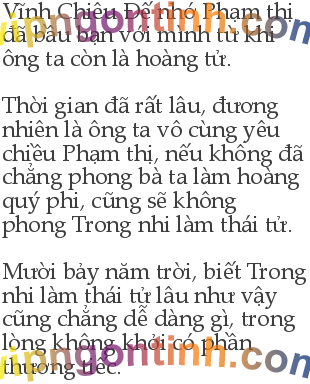 Vĩnh Chiêu Đế nhớ Phạm thị
đã bầu bạn với mình từ khi
ông ta còn là hoàng tử.
Thời gian đã rất lâu, đương
nhiên là ông ta vô cùng yêu
chiều Phạm thị, nếu không đã
chẳng phong bà ta làm hoàng
quý phi, cũng sẽ không
phong Trong nhi làm thái tử.
Mười bảy năm trời, biết Trong
nhi làm thái tử lâu như vậy
cũng chẳng dễ dàng gì, trong
lòng không khỏi có phần
thương tiếc.
vipngontinh.com
vipngontinh.com